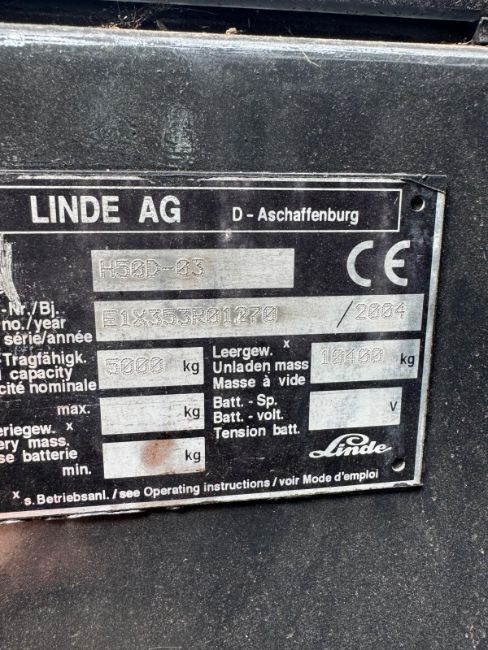 LINDE AG D - Aschaffenburg
H50D-03
CE
-Nr./Bj.
no./year E1X353R01270 / 2004
série/année
Tragfähigk. Leergew. x
capacity 5000 kg Unladen mass 10400 kg
cité nominale Masse à vide
max. kg Batt. - Sp.
eriegew. x Batt. - volt. V
ery mass. Tension batt.
se batterie
min. kg Linde
x s. Betriebsanl. / see Operating instructions / voir Mode d'emploi